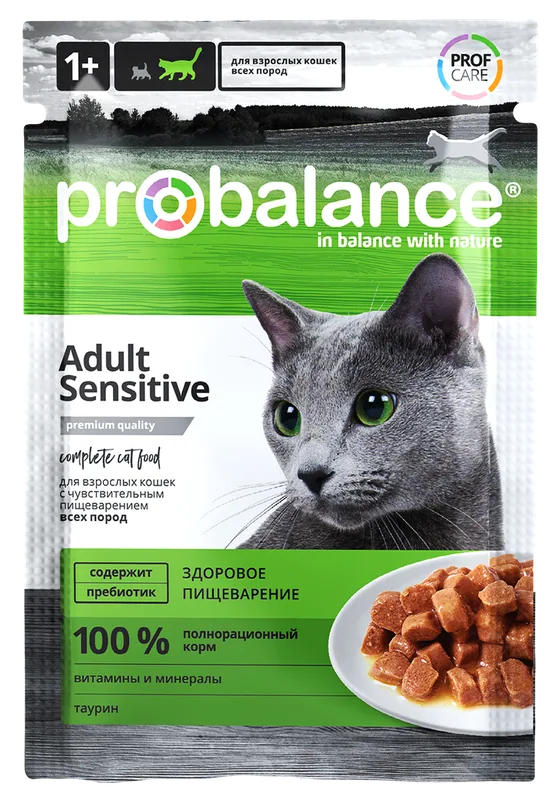 1+
для взрослых кошек
всех пород
PROF
CARE
probalance®
in balance with nature
Adult
Sensitive
premium quality
complete cat food
для взрослых кошек
с чувствительным
пищеварением
всех пород
содержит
пребиотик
ЗДОРОВОЕ
ПИЩЕВАРЕНИЕ
100 %
полнорационный
корм
витамины и минералы
таурин